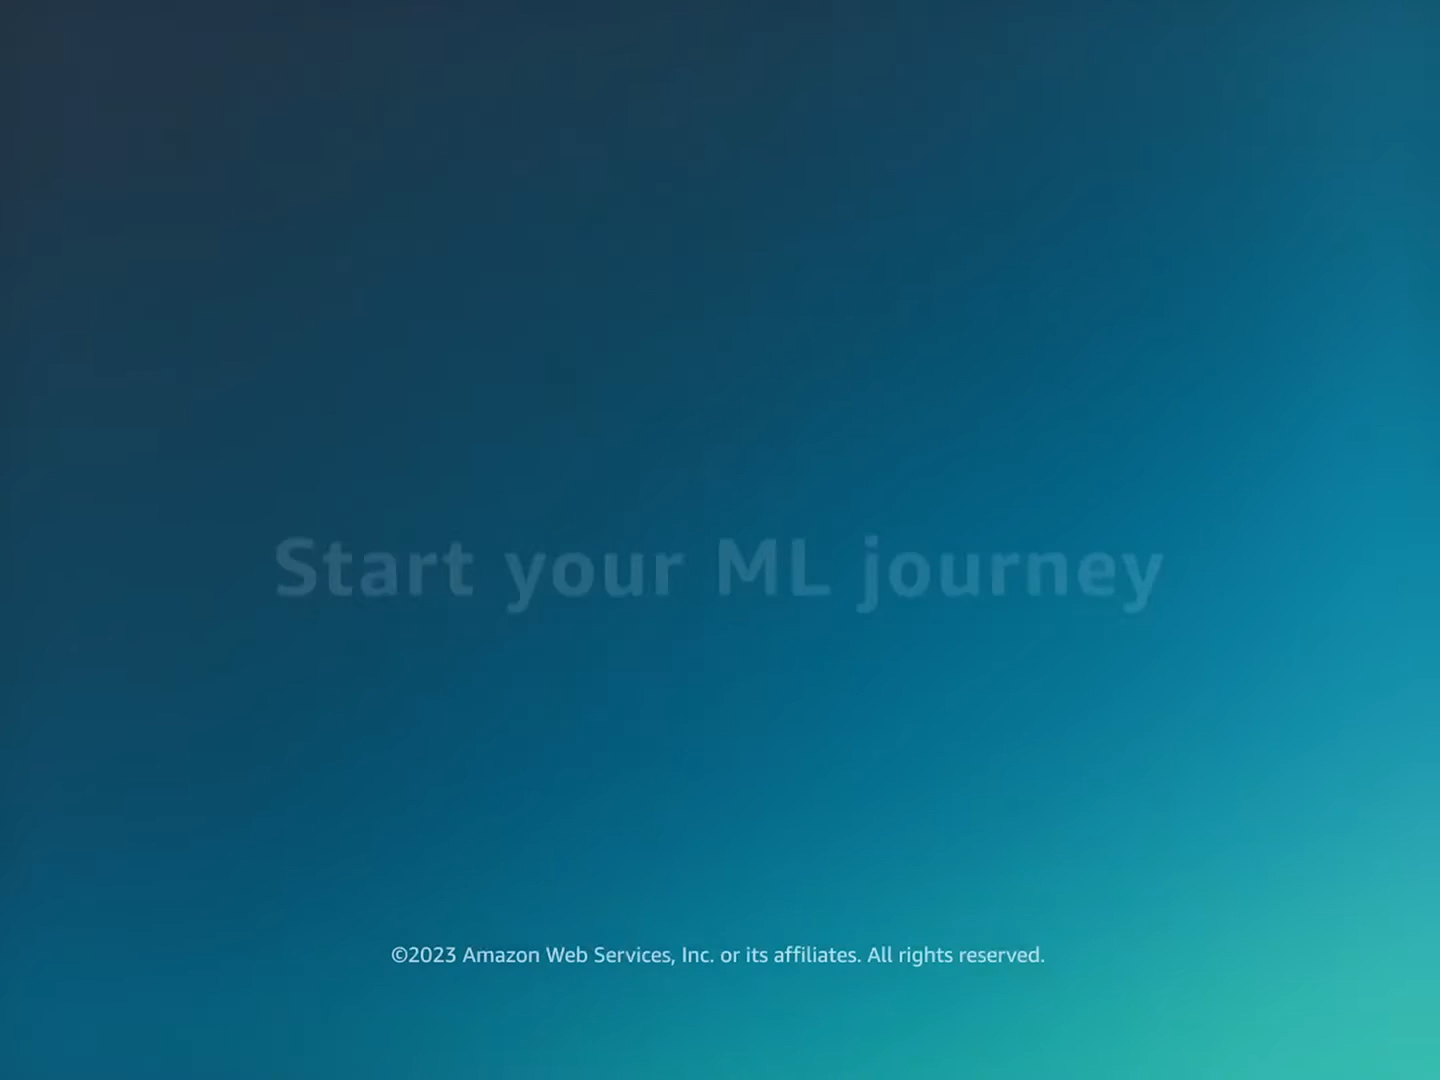 Start your ML journey
©2023 Amazon Web Services, Inc. or its affiliates. All rights reserved.